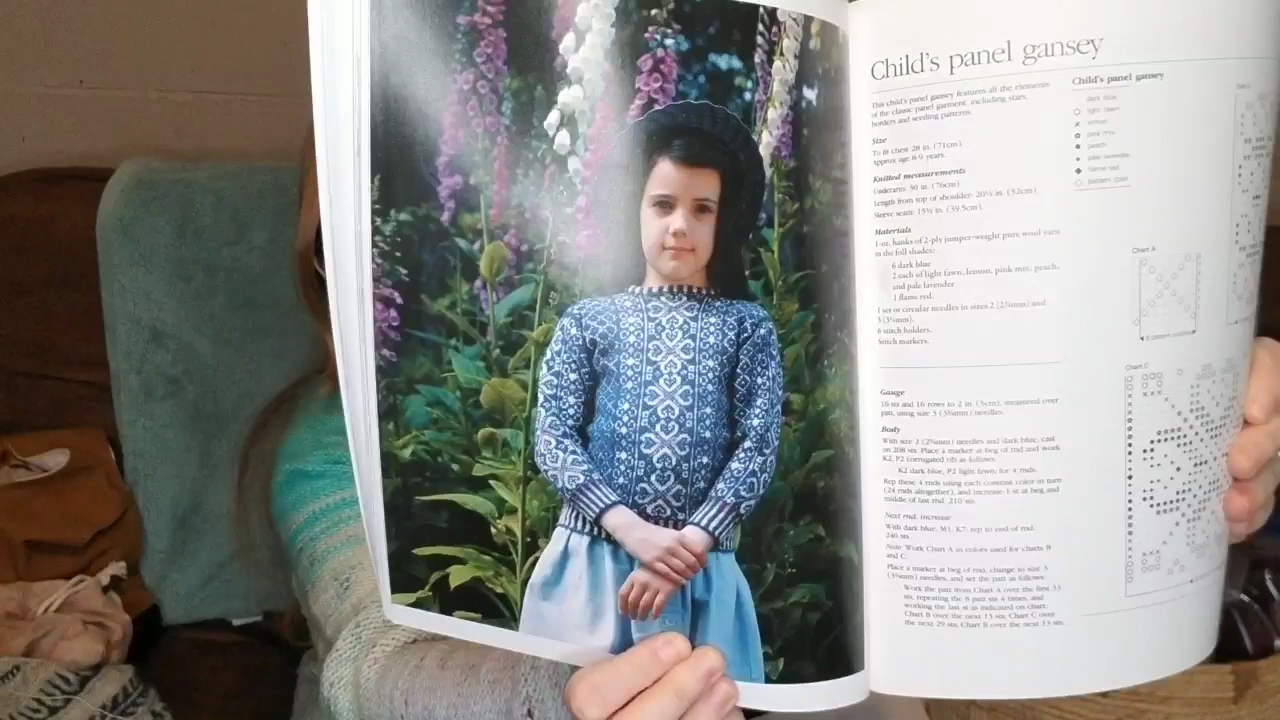 Child's panel gansey
This child's panel gansey features all the elements
of the classic panel garment, including stars,
borders and seeding patterns.
Size
To fit chest 28 in. (71cm)
Approx age 8-9 years.
Knitted measurements
Underarm: 30 in. (76cm)
Length from top of shoulder: 20½ in. (52cm)
Sleeve seam: 15½ in. (39.5cm)
Materials
1-oz. hanks of 2-ply jumper-weight pure wool yarn
in the foll shades:
6 dark blue
2 each of light fawn, lemon, pink mix, peach,
and pale lavender
1 flame red.
1 set or circular needles in sizes 2 (2¾mm) and
3 (3¼mm).
6 stitch holders.
Stitch markers.
Gauge
16 sts and 16 rows to 2 in. (5cm), measured over
patt, using size 3 (3¼mm) needles.
Body
With size 2 (2¾mm) needles and dark blue, cast
on 208 sts. Place a marker at beg of rnd and work
K2, P2 corrugated rib as follows:
K2 dark blue, P2 light fawn; for 4 rnds.
Rep these 4 rnds using each contrast color in turn
(24 rnds altogether), and increase 1 st at beg and
middle of last rnd. 210 sts.
Next rnd: increase
With dark blue, M1, K7; rep to end of rnd.
240 sts.
Note: Work Chart A in colors used for charts B
and C.
Place a marker at beg of rnd, change to size 3
(3¼mm) needles, and set the patt as follows:
Work the patt from Chart A over the first 33
sts, repeating the 8 patt sts 4 times, and
working the last st as indicated on chart,
Chart B over the next 13 sts, Chart C over
the next 29 sts, Chart B over the next 13 sts,
Child's panel gansey
dark blue
light fawn
lemon
pink mix
peach
pale lavender
flame red
pattern color
Chart A
Chart C